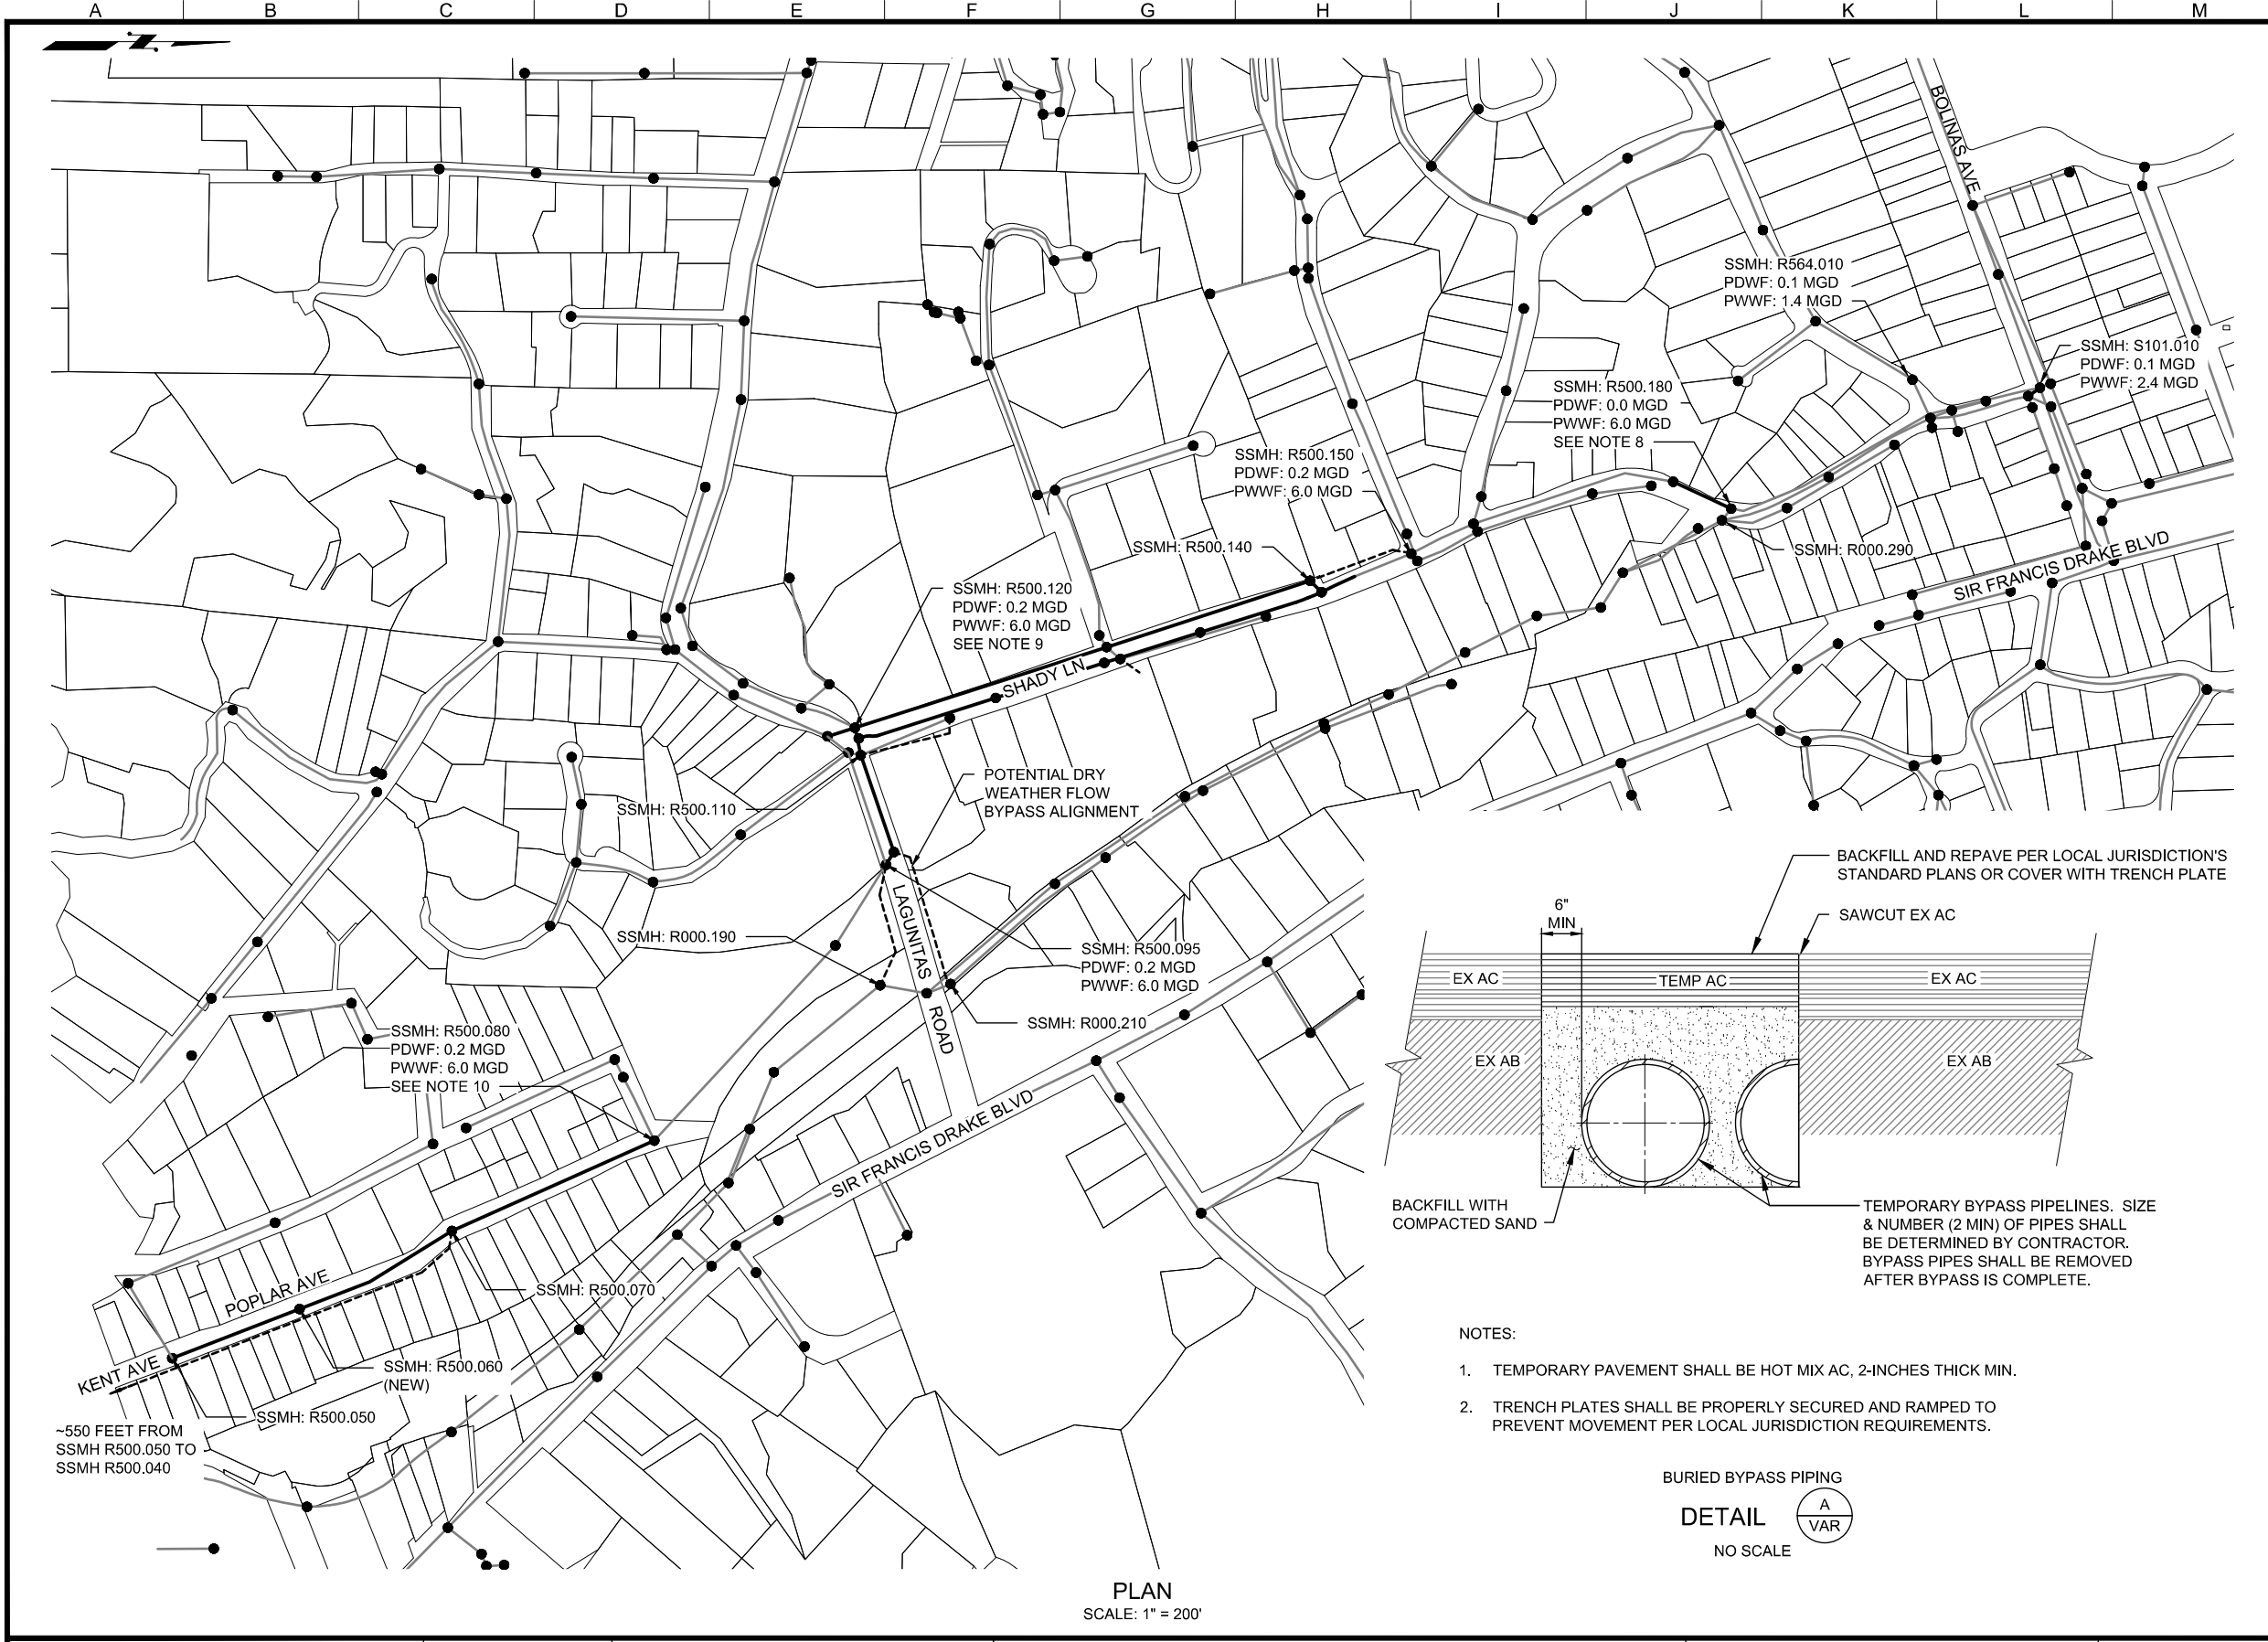 A B C D E F G H I J K L M
BOLINAS AVE
SSMH: R564.010
PDWF: 0.1 MGD
PWWF: 1.4 MGD
SSMH: S101.010
PDWF: 0.1 MGD
PWWF: 2.4 MGD
SSMH: R500.180
PDWF: 0.0 MGD
PWWF: 6.0 MGD
SEE NOTE 8
SSMH: R500.150
PDWF: 0.2 MGD
PWWF: 6.0 MGD
SSMH: R500.140
SSMH: R000.290
SIR FRANCIS DRAKE BLVD
SSMH: R500.120
PDWF: 0.2 MGD
PWWF: 6.0 MGD
SEE NOTE 9
SHADY LN
POTENTIAL DRY
WEATHER FLOW
BYPASS ALIGNMENT
SSMH: R500.110
LAGUNITAS ROAD
SSMH: R000.190
SSMH: R500.095
PDWF: 0.2 MGD
PWWF: 6.0 MGD
SSMH: R000.210
SSMH: R500.080
PDWF: 0.2 MGD
PWWF: 6.0 MGD
SEE NOTE 10
SIR FRANCIS DRAKE BLVD
SSMH: R500.070
POPLAR AVE
KENT AVE
SSMH: R500.060
(NEW)
SSMH: R500.050
~550 FEET FROM
SSMH R500.050 TO
SSMH R500.040
BACKFILL AND REPAVE PER LOCAL JURISDICTION'S
STANDARD PLANS OR COVER WITH TRENCH PLATE
6"
MIN
SAWCUT EX AC
EX AC
TEMP AC
EX AC
EX AB
EX AB
BACKFILL WITH
COMPACTED SAND
TEMPORARY BYPASS PIPELINES. SIZE
& NUMBER (2 MIN) OF PIPES SHALL
BE DETERMINED BY CONTRACTOR.
BYPASS PIPES SHALL BE REMOVED
AFTER BYPASS IS COMPLETE.
NOTES:
1. TEMPORARY PAVEMENT SHALL BE HOT MIX AC, 2-INCHES THICK MIN.
2. TRENCH PLATES SHALL BE PROPERLY SECURED AND RAMPED TO
PREVENT MOVEMENT PER LOCAL JURISDICTION REQUIREMENTS.
BURIED BYPASS PIPING
DETAIL
A
VAR
NO SCALE
PLAN
SCALE: 1" = 200'